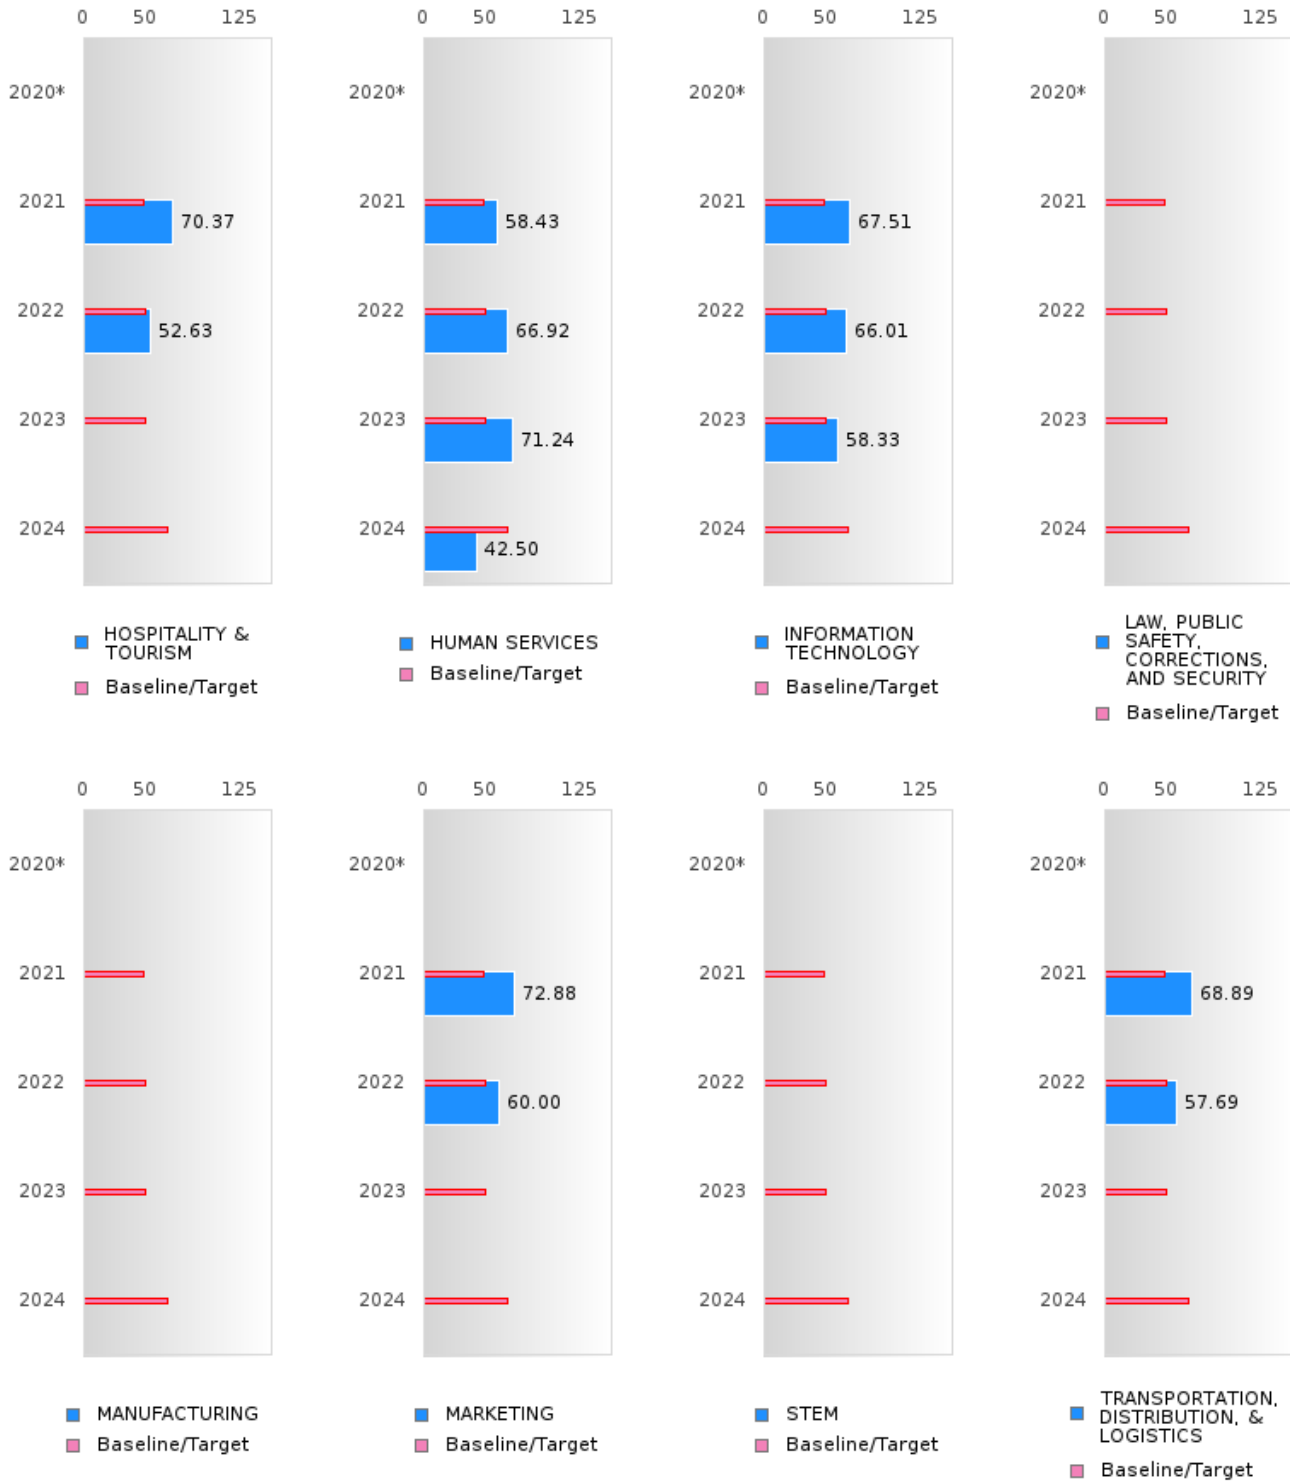 0 50 125
2020*
2021 70.37
2022 52.63
2023
2024
HOSPITALITY &
TOURISM
Baseline/Target
0 50 125
2020*
2021 58.43
2022 66.92
2023 71.24
2024 42.50
HUMAN SERVICES
Baseline/Target
0 50 125
2020*
2021 67.51
2022 66.01
2023 58.33
2024
INFORMATION
TECHNOLOGY
Baseline/Target
0 50 125
2020*
2021
2022
2023
2024
LAW, PUBLIC
SAFETY,
CORRECTIONS,
AND SECURITY
Baseline/Target
0 50 125
2020*
2021
2022
2023
2024
MANUFACTURING
Baseline/Target
0 50 125
2020*
2021 72.88
2022 60.00
2023
2024
MARKETING
Baseline/Target
0 50 125
2020*
2021
2022
2023
2024
STEM
Baseline/Target
0 50 125
2020*
2021 68.89
2022 57.69
2023
2024
TRANSPORTATION,
DISTRIBUTION, &
LOGISTICS
Baseline/Target